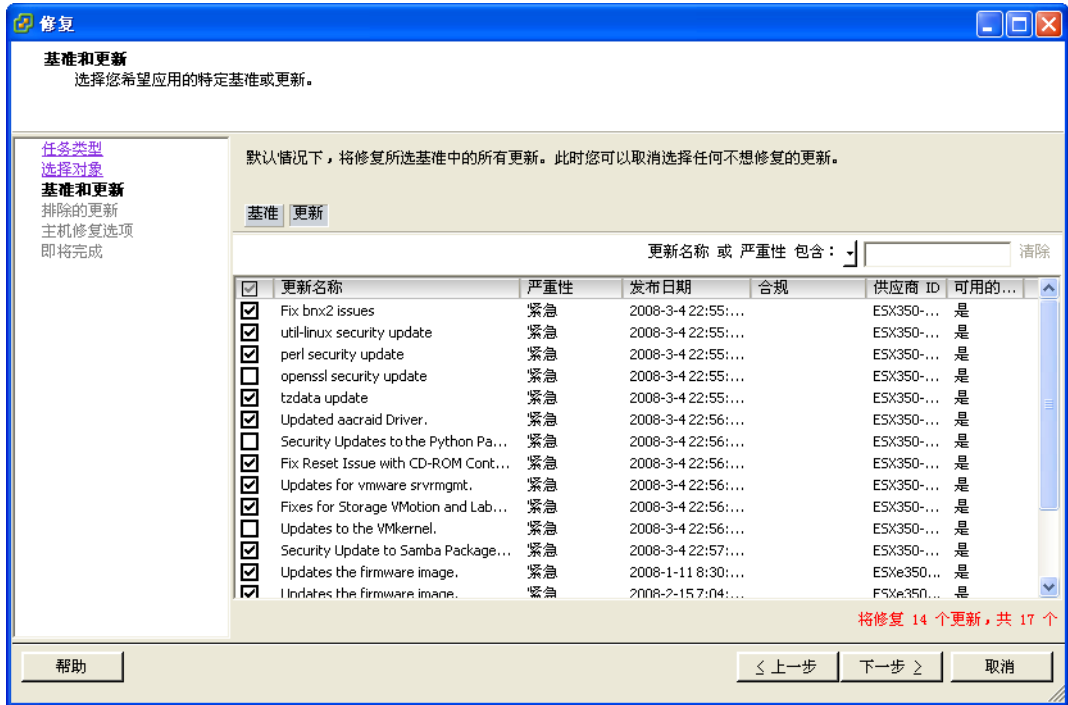 修复
基准和更新
选择您希望应用的特定基准或更新。
任务类型
选择对象
基准和更新
排除的更新
主机修复选项
即将完成
默认情况下，将修复所选基准中的所有更新。此时您可以取消选择任何不想修复的更新。
基准 更新
更新名称 或 严重性 包含： 清除
更新名称 严重性 发布日期 合规 供应商 ID 可用的...
Fix bnx2 issues 紧急 2008-3-4 22:55:... ESX350-... 是
util-linux security update 紧急 2008-3-4 22:55:... ESX350-... 是
perl security update 紧急 2008-3-4 22:55:... ESX350-... 是
openssl security update 紧急 2008-3-4 22:55:... ESX350-... 是
tzdata update 紧急 2008-3-4 22:55:... ESX350-... 是
Updated aacraid Driver. 紧急 2008-3-4 22:56:... ESX350-... 是
Security Updates to the Python Pa... 紧急 2008-3-4 22:56:... ESX350-... 是
Fix Reset Issue with CD-ROM Cont... 紧急 2008-3-4 22:56:... ESX350-... 是
Updates for vmware srvrmgmt. 紧急 2008-3-4 22:56:... ESX350-... 是
Fixes for Storage VMotion and Lab... 紧急 2008-3-4 22:56:... ESX350-... 是
Updates to the VMkernel. 紧急 2008-3-4 22:56:... ESX350-... 是
Security Update to Samba Package... 紧急 2008-3-4 22:57:... ESX350-... 是
Updates the firmware image. 紧急 2008-1-11 8:30:... ESXe350... 是
Updates the firmware image. 紧急 2008-2-15 7:04:... ESXe350... 是
将修复 14 个更新，共 17 个
帮助 ≤ 上一步 下一步 ≥ 取消